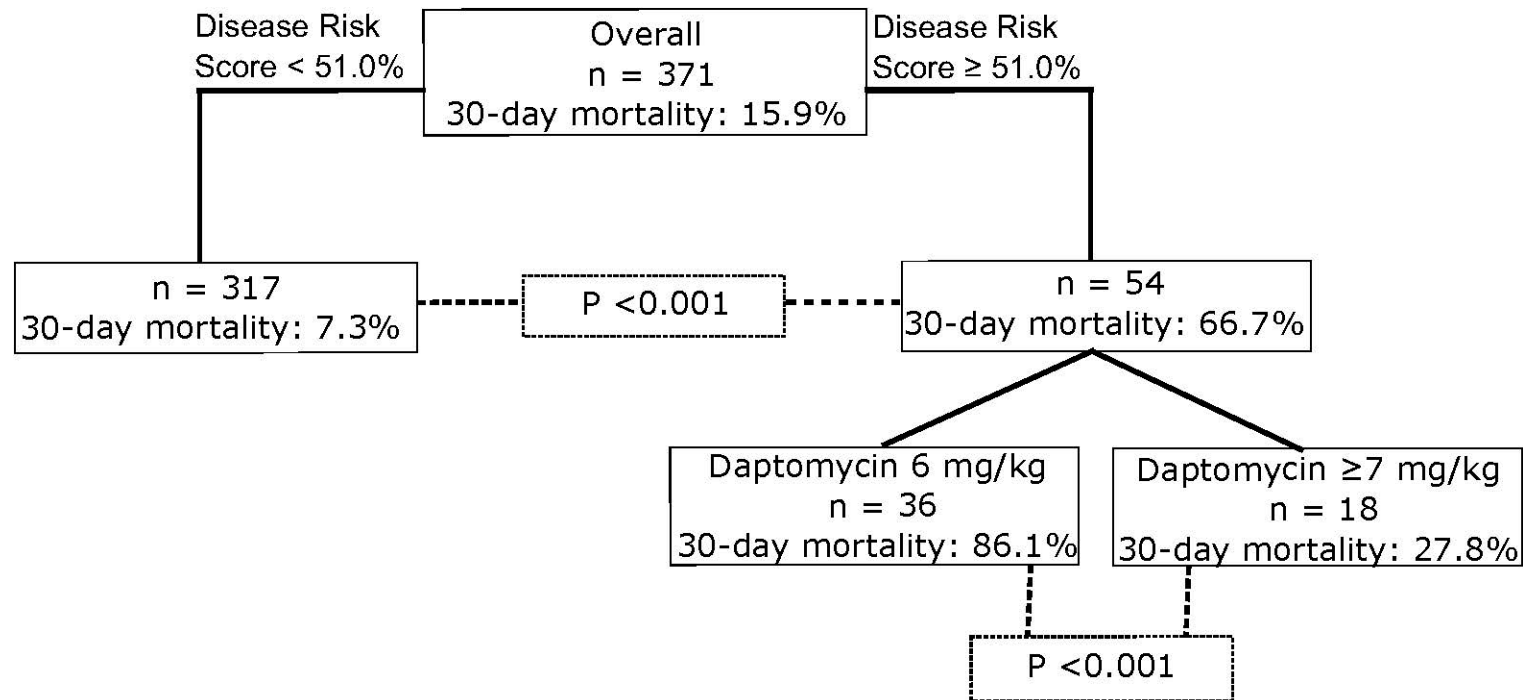 Disease Risk
Score < 51.0%
Overall
n = 371
30-day mortality: 15.9%
Disease Risk
Score ≥ 51.0%
n = 317
30-day mortality: 7.3%
P <0.001
n = 54
30-day mortality: 66.7%
Daptomycin 6 mg/kg
n = 36
30-day mortality: 86.1%
Daptomycin ≥7 mg/kg
n = 18
30-day mortality: 27.8%
P <0.001